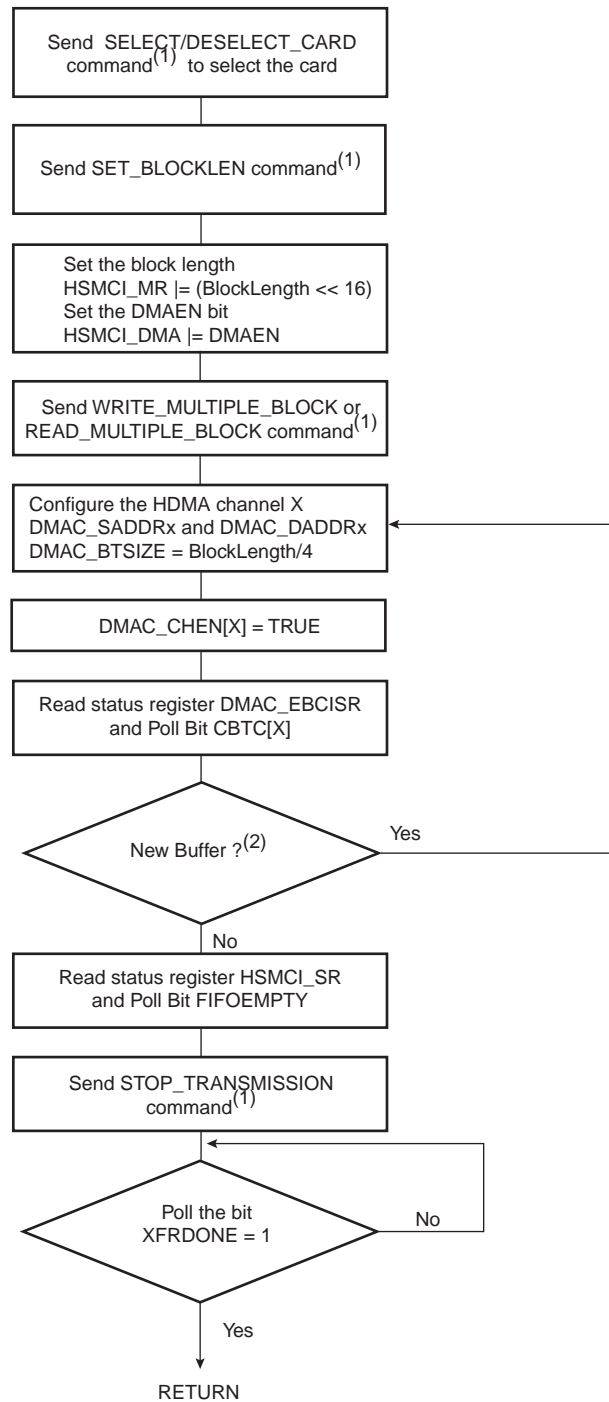 Send SELECT/DESELECT_CARD
command(1) to select the card
Send SET_BLOCKLEN command(1)
Set the block length
HSMCI_MR |= (BlockLength << 16)
Set the DMAEN bit
HSMCI_DMA |= DMAEN
Send WRITE_MULTIPLE_BLOCK or
READ_MULTIPLE_BLOCK command(1)
Configure the HDMA channel X
DMAC_SADDRx and DMAC_DADDRx
DMAC_BTSIZE = BlockLength/4
DMAC_CHEN[X] = TRUE
Read status register DMAC_EBCISR
and Poll Bit CBTC[X]
New Buffer ?(2)
Yes
No
Read status register HSMCI_SR
and Poll Bit FIFOEMPTY
Send STOP_TRANSMISSION
command(1)
Poll the bit
XFRDONE = 1
No
Yes
RETURN